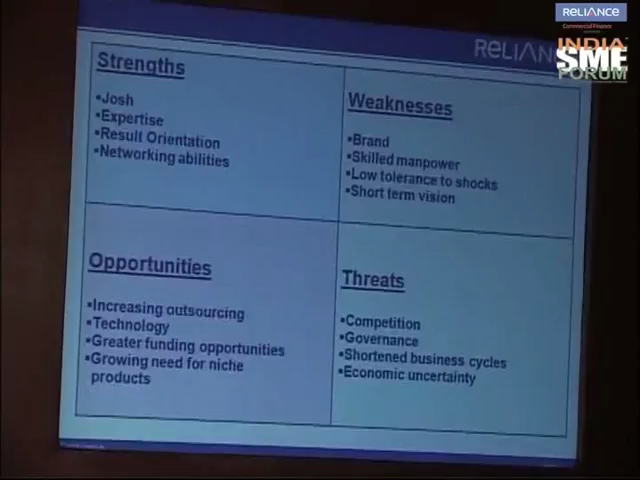 RELIANCE
Commercial Finance
INDIA
SME
FORUM
RELIANC
Strengths
▪Josh
▪Expertise
▪Result Orientation
▪Networking abilities
Weaknesses
▪Brand
▪Skilled manpower
▪Low tolerance to shocks
▪Short term vision
Opportunities
▪Increasing outsourcing
▪Technology
▪Greater funding opportunities
▪Growing need for niche
products
Threats
▪Competition
▪Governance
▪Shortened business cycles
▪Economic uncertainty